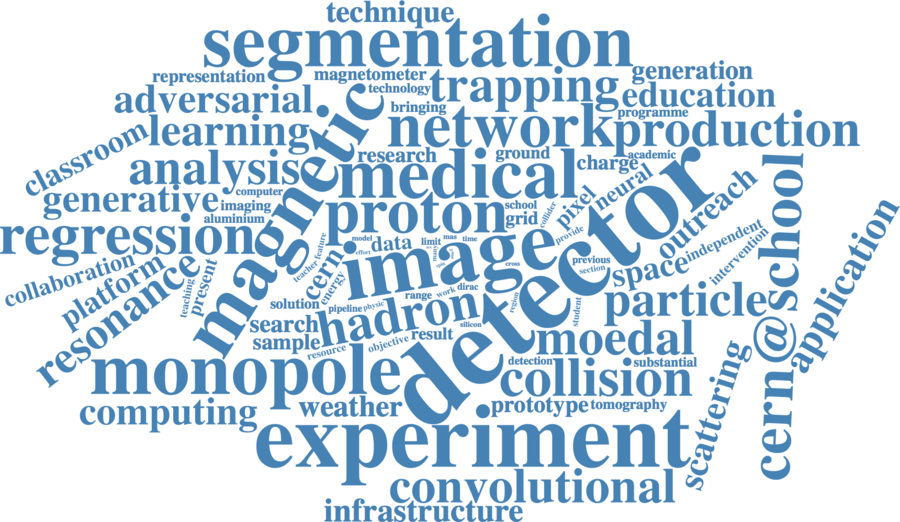 technique
segmentation
representation
magnetometer
technology
trapping
generation
adversarial
bringing
education
programme
classroom
learning
magnetic
network
production
analysis
research
ground
charge
academic
medical
computer
generative
imaging
aluminium
school
proton
grid
collider
pixel
neural
outreach
cern@school
application
regression
collaboration
platform
resonance
teaching
present
teacher
feature
cern
energy
model
effort
data
limit
many
mas
time
image
cross
provide
previous
section
space
independent
intervention
detector
solution
pipeline
physic
range
work
dirac
region
student
particle
search
hadron
silicon
sample
resource
objective
result
moedal
monopole
detection
substantial
collision
computing
weather
prototype
tomography
scattering
experiment
convolutional
infrastructure